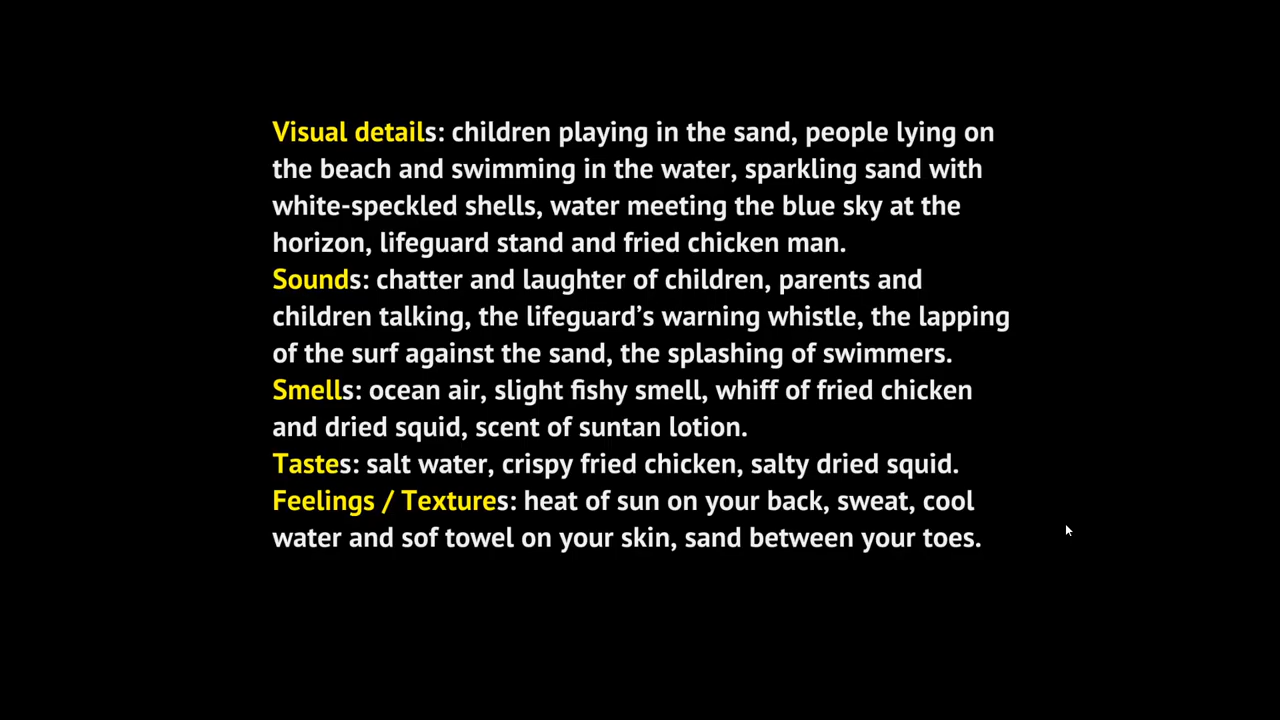 Visual details: children playing in the sand, people lying on
the beach and swimming in the water, sparkling sand with
white-speckled shells, water meeting the blue sky at the
horizon, lifeguard stand and fried chicken man.
Sounds: chatter and laughter of children, parents and
children talking, the lifeguard’s warning whistle, the lapping
of the surf against the sand, the splashing of swimmers.
Smells: ocean air, slight fishy smell, whiff of fried chicken
and dried squid, scent of suntan lotion.
Tastes: salt water, crispy fried chicken, salty dried squid.
Feelings / Textures: heat of sun on your back, sweat, cool
water and sof towel on your skin, sand between your toes.